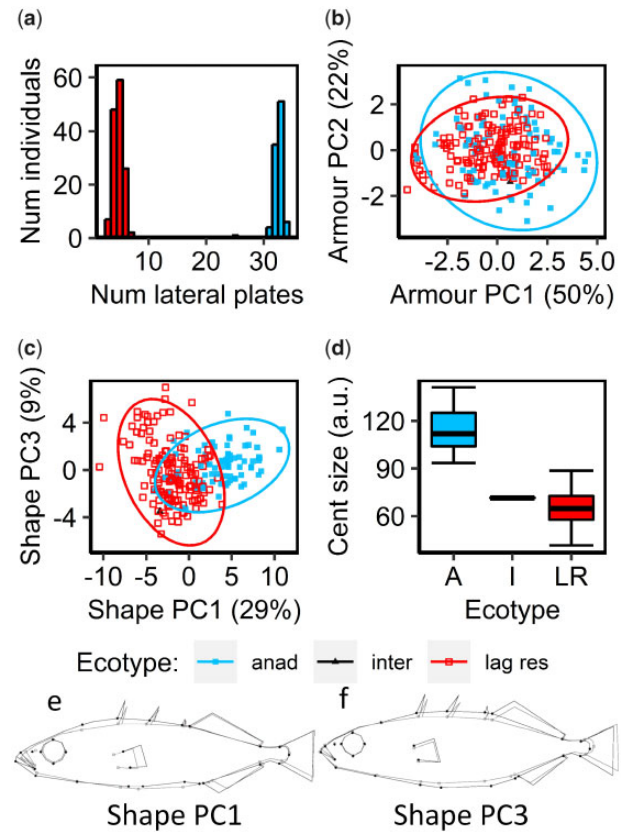 (a)
Num individuals
60
40
20
0
10 20 30
Num lateral plates
(b)
Armour PC2 (22%)
2
0
-2
-2.5 0.0 2.5 5.0
Armour PC1 (50%)
(c)
Shape PC3 (9%)
4
0
-4
-10 -5 0 5 10
Shape PC1 (29%)
(d)
Cent size (a.u.)
120
90
60
A I LR
Ecotype
Ecotype: anad inter lag res
e
Shape PC1
f
Shape PC3